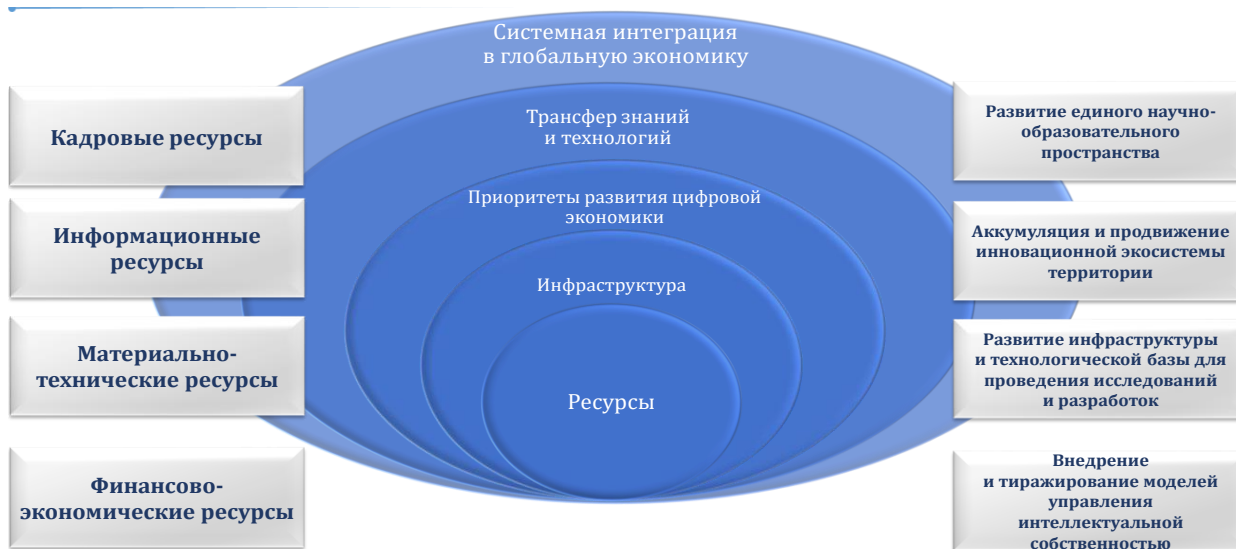 Системная интеграция
в глобальную экономику
Трансфер знаний
и технологий
Приоритеты развития цифровой
экономики
Инфраструктура
Ресурсы
Кадровые ресурсы
Информационные
ресурсы
Материально-
технические ресурсы
Финансово-
экономические ресурсы
Развитие единого научно-
образовательного
пространства
Аккумуляция и продвижение
инновационной экосистемы
территории
Развитие инфраструктуры
и технологической базы для
проведения исследований
и разработок
Внедрение
и тиражирование моделей
управления
интеллектуальной
собственностью